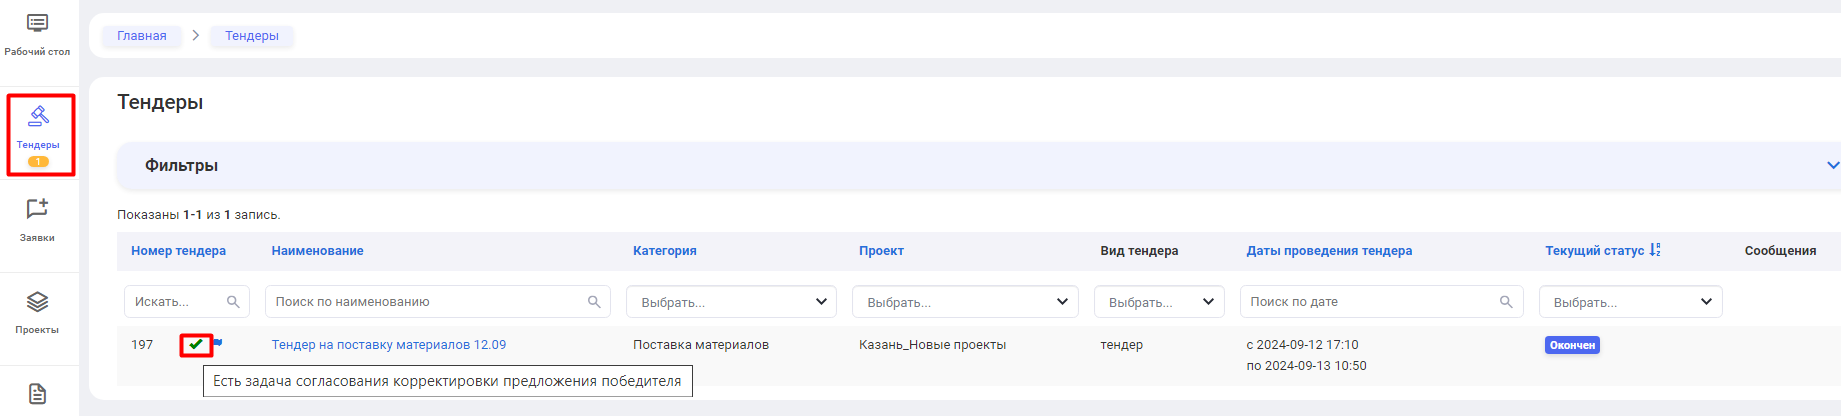 Рабочий стол
Тендеры
1
Заявки
Проекты
Главная > Тендеры
Тендеры
Фильтры
Показаны 1-1 из 1 запись.
Номер тендера Наименование Категория Проект Вид тендера Даты проведения тендера Текущий статус Сообщения
Искать... Поиск по наименованию Выбрать... Выбрать... Выбрать... Поиск по дате Выбрать...
197 Тендер на поставку материалов 12.09 Поставка материалов Казань_Новые проекты тендер с 2024-09-12 17:10 Окончен
по 2024-09-13 10:50
Есть задача согласования корректировки предложения победителя